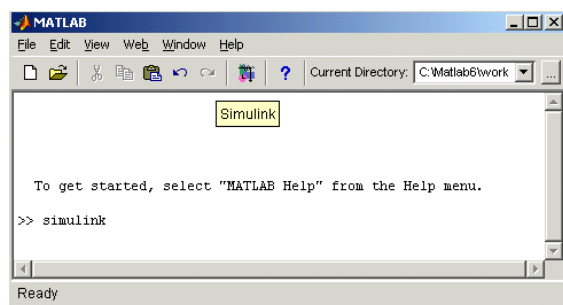 MATLAB
File Edit View Web Window Help
? Current Directory: C:\Matlab6\work ...
Simulink
To get started, select "MATLAB Help" from the Help menu.
>> simulink
Ready